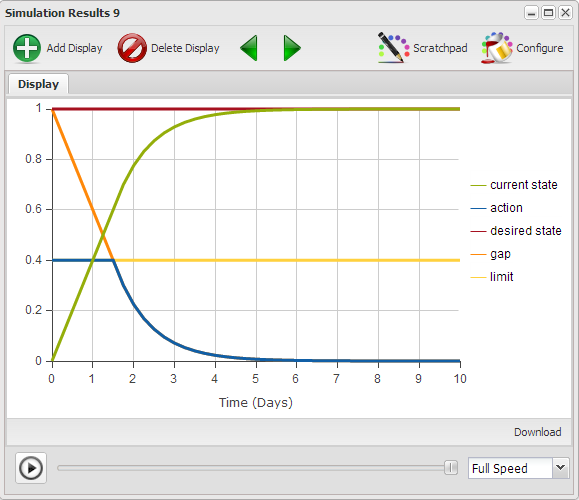 Simulation Results 9
Add Display Delete Display Scratchpad Configure
Display
1
0.8
0.6
0.4
0.2
0
0 1 2 3 4 5 6 7 8 9 10
Time (Days)
current state
action
desired state
gap
limit
Download
Full Speed